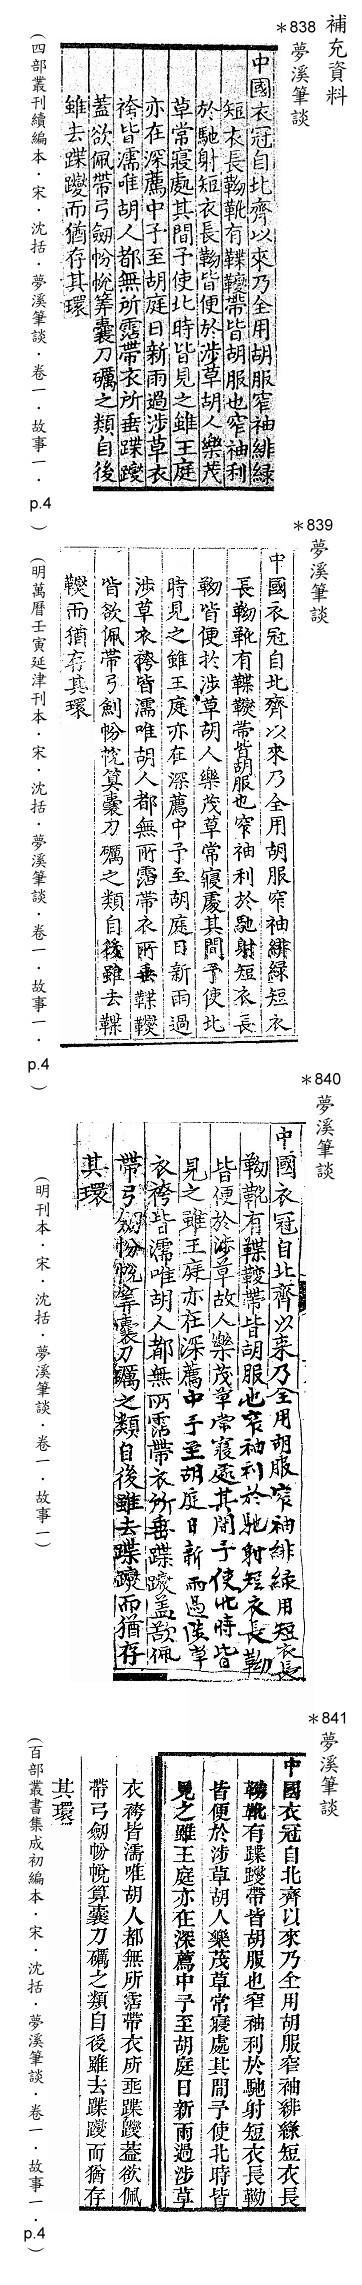 補充資料
＊838
夢溪筆談
中國衣冠自北齊以來乃全用胡服窄袖緋綠
短衣長靿靴有鞢𩎟帶皆胡服也窄袖利
於馳射短衣長靿皆便於涉草胡人樂茂
草常寢處其間予使北時皆見之雖王庭
亦在深薦中予至胡庭日新雨過涉草衣
袴皆濡唯胡人都無所霑帶衣所垂蹀躞
蓋欲佩帶弓劔帉帨筭囊刀礪之類自後
雖去蹀躞而猶存其環
(四部叢刊續編本．宋．沈括．夢溪筆談．卷一．故事一．p.4)
＊839
夢溪筆談
中國衣冠自北齊以來乃全用胡服窄袖緋綠短衣
長靿靴有鞢𩎟帶皆胡服也窄袖利於馳射短衣長
靿皆便於涉草胡人樂茂草常寢處其間予使北
時見之雖王庭亦在深薦中予至胡庭日新雨過
涉草衣袴皆濡唯胡人都無所霑帶衣所垂鞢𩎟
皆欲佩帶弓劍帉帨算囊刀礪之類自後雖去鞢
𩎟而猶存其環
(明萬曆壬寅延津刊本．宋．沈括．夢溪筆談．卷一．故事一．p.4)
＊840
夢溪筆談
中國衣冠自北齊以來乃全用胡服窄袖緋綠用短衣長
靿靴有鞢𩎟帶皆胡服也窄袖利於馳射短衣長靿
皆便於涉草故人樂茂草常寢處其間予使北時皆
見之雖王庭亦在深薦中予至胡庭日新雨過涉草
衣袴皆濡唯胡人都無所霑帶衣所垂蹀躞蓋欲佩
帶弓劔帉帨筭囊刀礪之類自後雖去蹀躞而猶存
其環
(明刊本．宋．沈括．夢溪筆談．卷一．故事一)
＊841
夢溪筆談
中國衣冠自北齊以來乃全用胡服窄袖緋綠短衣長
靿靴有蹀躞帶皆胡服也窄袖利於馳射短衣長靿
皆便於涉草胡人樂茂草常寢處其間予使北時皆
見之雖王庭亦在深薦中予至胡庭日新雨過涉草
衣袴皆濡唯胡人都無所霑帶衣所垂蹀躞蓋欲佩
帶弓劔帉帨算囊刀礪之類自後雖去蹀躞而猶存
其環
(百部叢書集成初編本．宋．沈括．夢溪筆談．卷一．故事一．p.4)